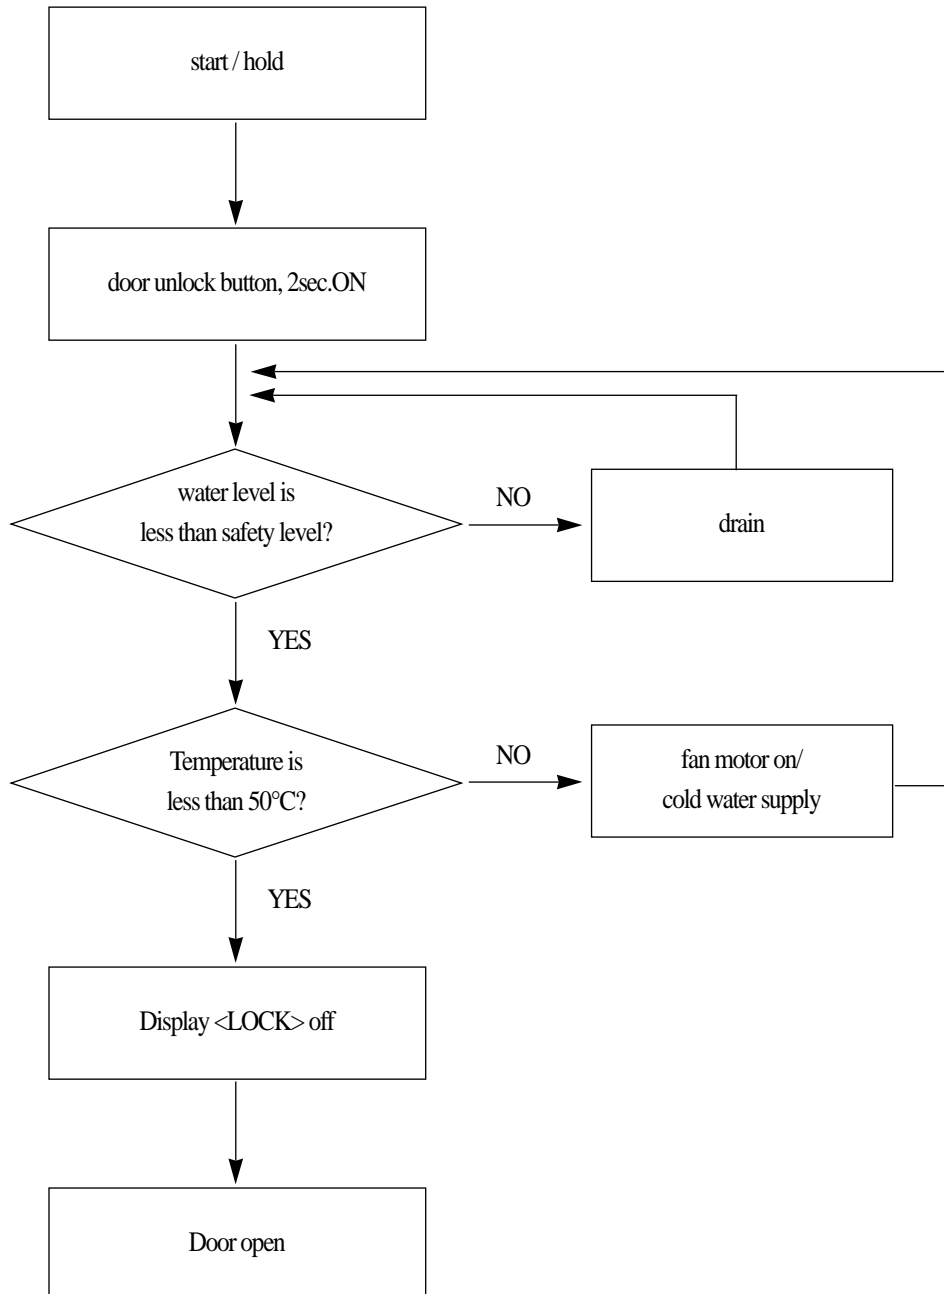 start / hold
door unlock button, 2sec.ON
water level is
less than safety level?
NO
drain
YES
Temperature is
less than 50°C?
NO
fan motor on/
cold water supply
YES
Display <LOCK> off
Door open